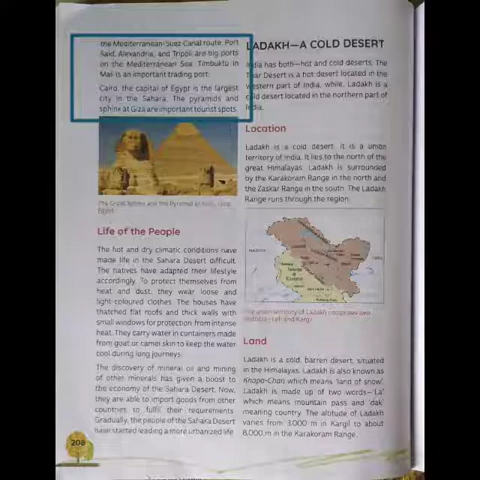 the Mediterranean-Suez Canal route. Port
Said, Alexandria, and Tripoli are big ports
on the Mediterranean Sea. Timbuktu in
Mali is an important trading port.
Cairo, the capital of Egypt is the largest
city in the Sahara. The pyramids and
sphinx at Giza are important tourist spots.
The Great Sphinx and the Pyramid at Giza,
Egypt
Life of the People
The hot and dry climatic conditions have
made life in the Sahara Desert difficult.
The natives have adapted their lifestyle
accordingly. To protect themselves from
heat and dust, they wear loose and
light-coloured clothes. The houses have
thatched flat roofs and thick walls with
small windows for protection from intense
heat. They carry water in containers made
from goat or camel skin to keep the water
cool during long journeys.
The discovery of mineral oil and mining
of other minerals has given a boost to
the economy of the Sahara Desert. Now,
they are able to import goods from other
countries to fulfil their requirements.
Gradually, the people of the Sahara Desert
have started leading a more urbanized life.
208
LADAKH—A COLD DESERT
India has both—hot and cold deserts. The
Thar Desert is a hot desert located in the
western part of India, while, Ladakh is a
cold desert located in the northern part of
India.
Location
Ladakh is a cold desert. It is a union
territory of India. It lies to the north of the
great Himalayas. Ladakh is surrounded
by the Karakoram Range in the north and
the Zaskar Range in the south. The Ladakh
Range runs through the region.
The union territory of Ladakh comprises two
districts—Leh and Kargil
Land
Ladakh is a cold, barren desert, situated
in the Himalayas. Ladakh is also known as
Khapa-Chan which means 'land of snow'.
Ladakh is made up of two words—'La'
which means mountain pass and 'dak'
meaning country. The altitude of Ladakh
varies from 3,000 m in Kargil to about
8,000 m in the Karakoram Range.